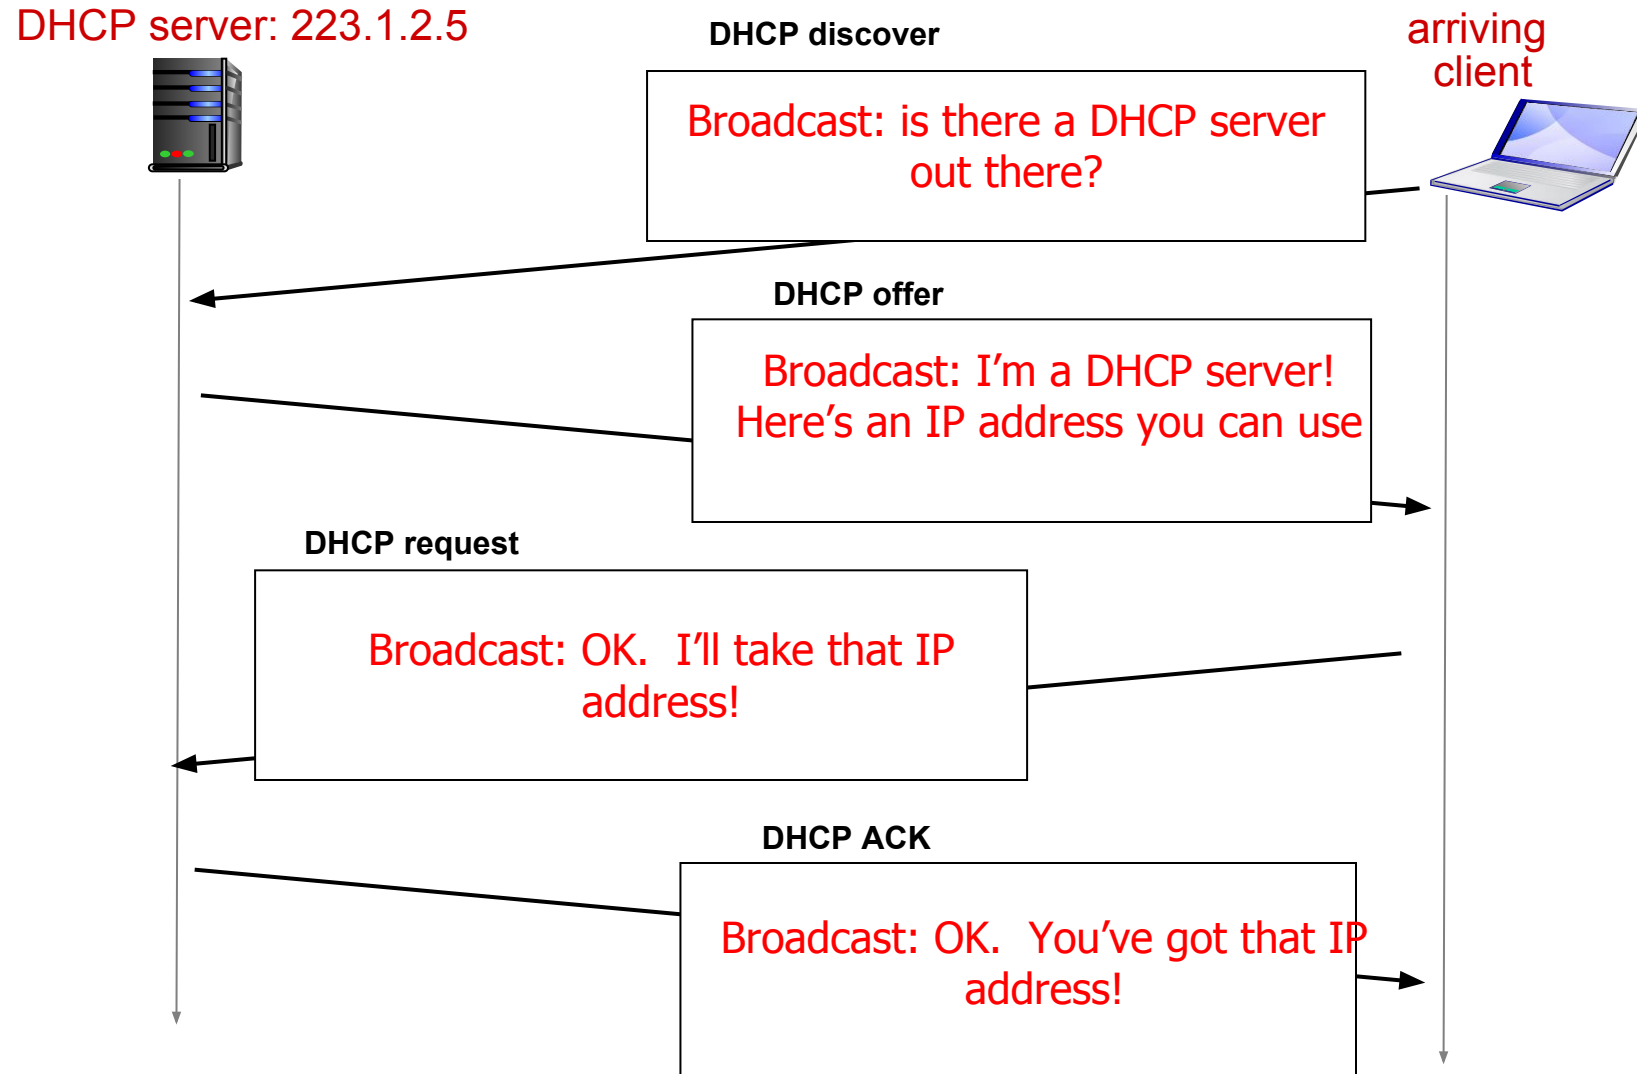 DHCP server: 223.1.2.5
DHCP discover
arriving
client
Broadcast: is there a DHCP server
out there?
DHCP offer
Broadcast: I’m a DHCP server!
Here’s an IP address you can use
DHCP request
Broadcast: OK.  I’ll take that IP
address!
DHCP ACK
Broadcast: OK.  You’ve got that IP
address!